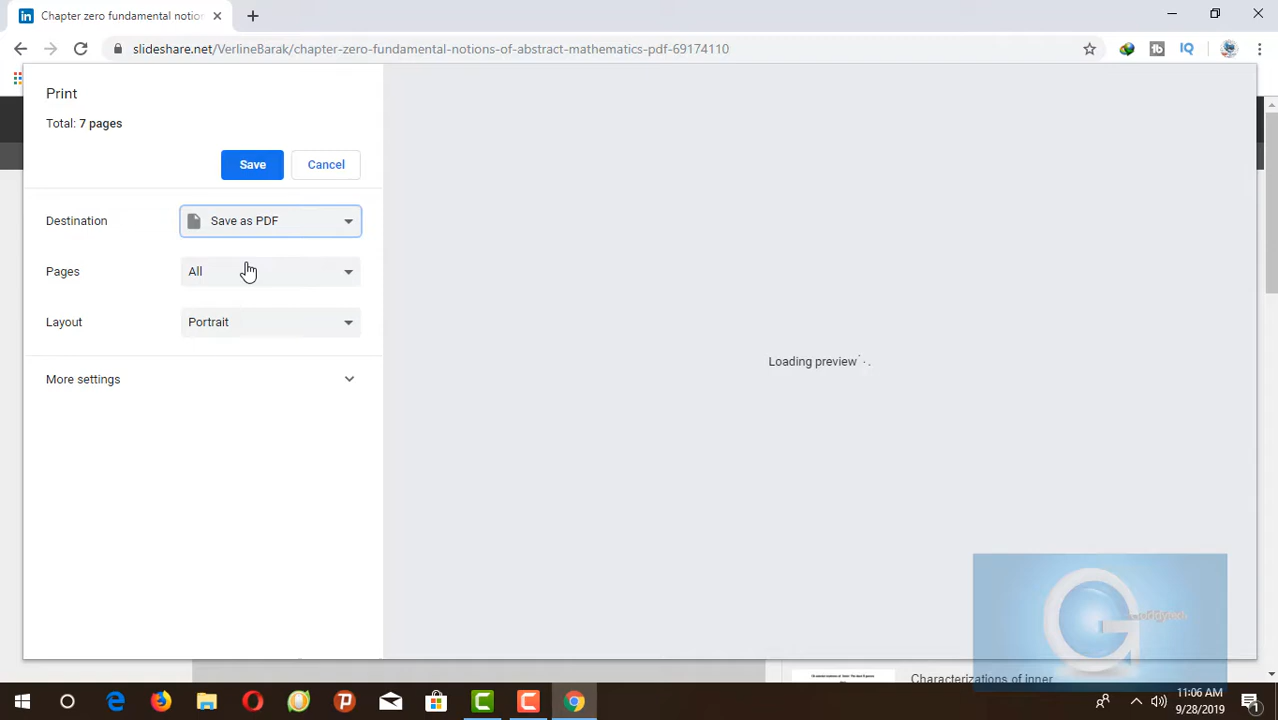 Chapter zero fundamental notion
slideshare.net/VerlineBarak/chapter-zero-fundamental-notions-of-abstract-mathematics-pdf-69174110
Print
Total: 7 pages
Save
Cancel
Destination
Save as PDF
Pages
All
Layout
Portrait
More settings
Loading preview
Characterizations of inner
11:06 AM
9/28/2019